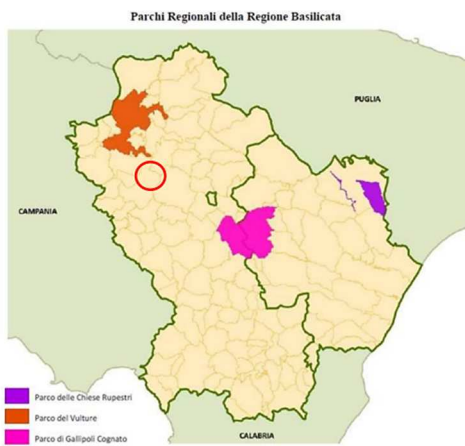 Parchi Regionali della Regione Basilicata
PUGLIA
CAMPANIA
Parco delle Chiese Rupestri
Parco del Vulture
Parco di Gallipoli Cognato
CALABRIA